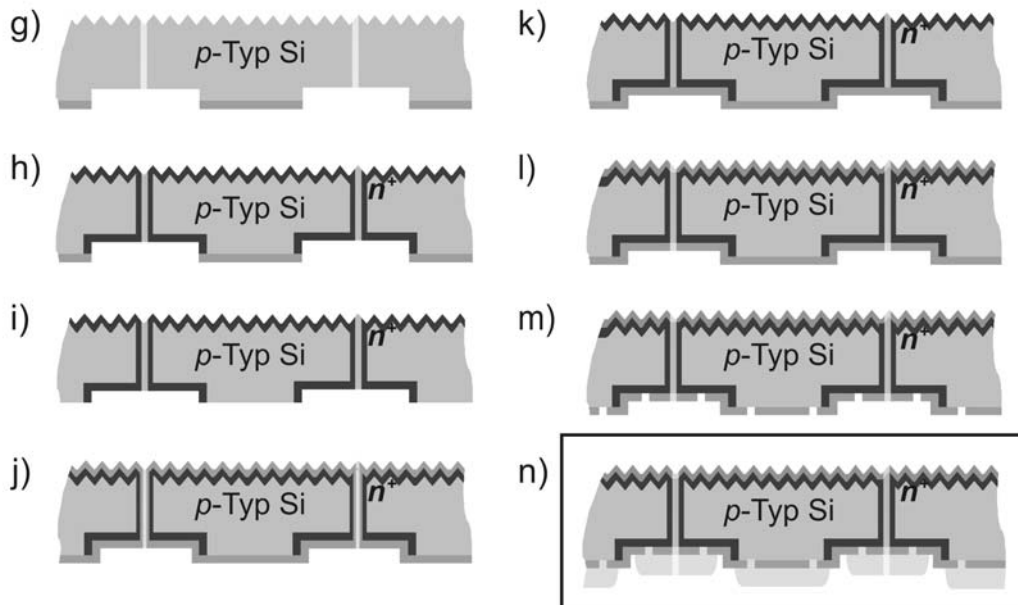 g)
p-Typ Si
h)
p-Typ Si
n+
i)
p-Typ Si
n+
j)
p-Typ Si
n+
k)
p-Typ Si
n+
l)
p-Typ Si
n+
m)
p-Typ Si
n+
n)
p-Typ Si
n+